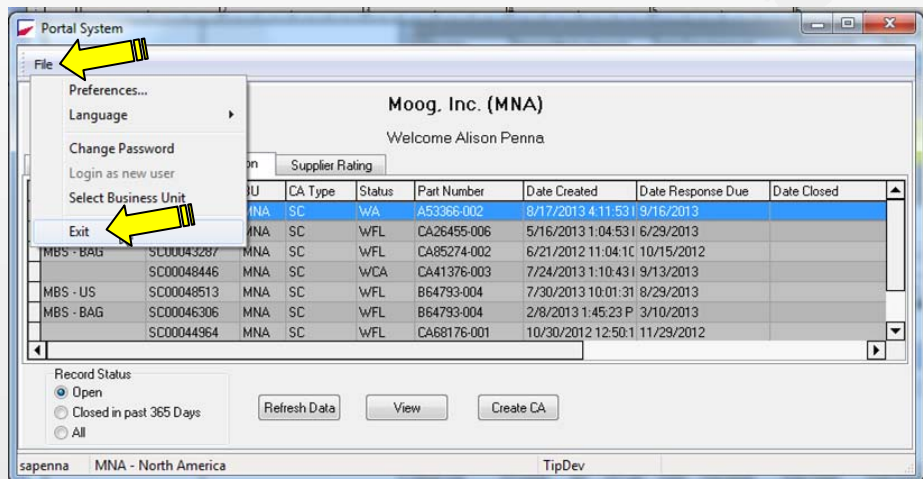 Portal System
File
Preferences...
Language
Change Password
Login as new user
Select Business Unit
Exit
Moog, Inc. (MNA)
Welcome Alison Penna
Supplier Rating
CA Type Status Part Number Date Created Date Response Due Date Closed
MNA SC WA A53366-002 8/17/2013 4:11:53 9/16/2013
MNA SC WFL CA26455-006 5/16/2013 1:04:53 6/29/2013
MBS - BAG SC00043287 MNA SC WFL CA85274-002 6/21/2012 11:04:1 10/15/2012
SC00048446 MNA SC WCA CA41376-003 7/24/2013 1:10:43 9/13/2013
MBS - US SC00048513 MNA SC WFL B64793-004 7/30/2013 10:01:31 8/29/2013
MBS - BAG SC00046306 MNA SC WFL B64793-004 2/8/2013 1:45:23 P 3/10/2013
SC00044964 MNA SC WFL CA68176-001 10/30/2012 12:50:1 11/29/2012
Record Status
Open
Closed in past 365 Days
All
Refresh Data View Create CA
sapenna MNA - North America TipDev